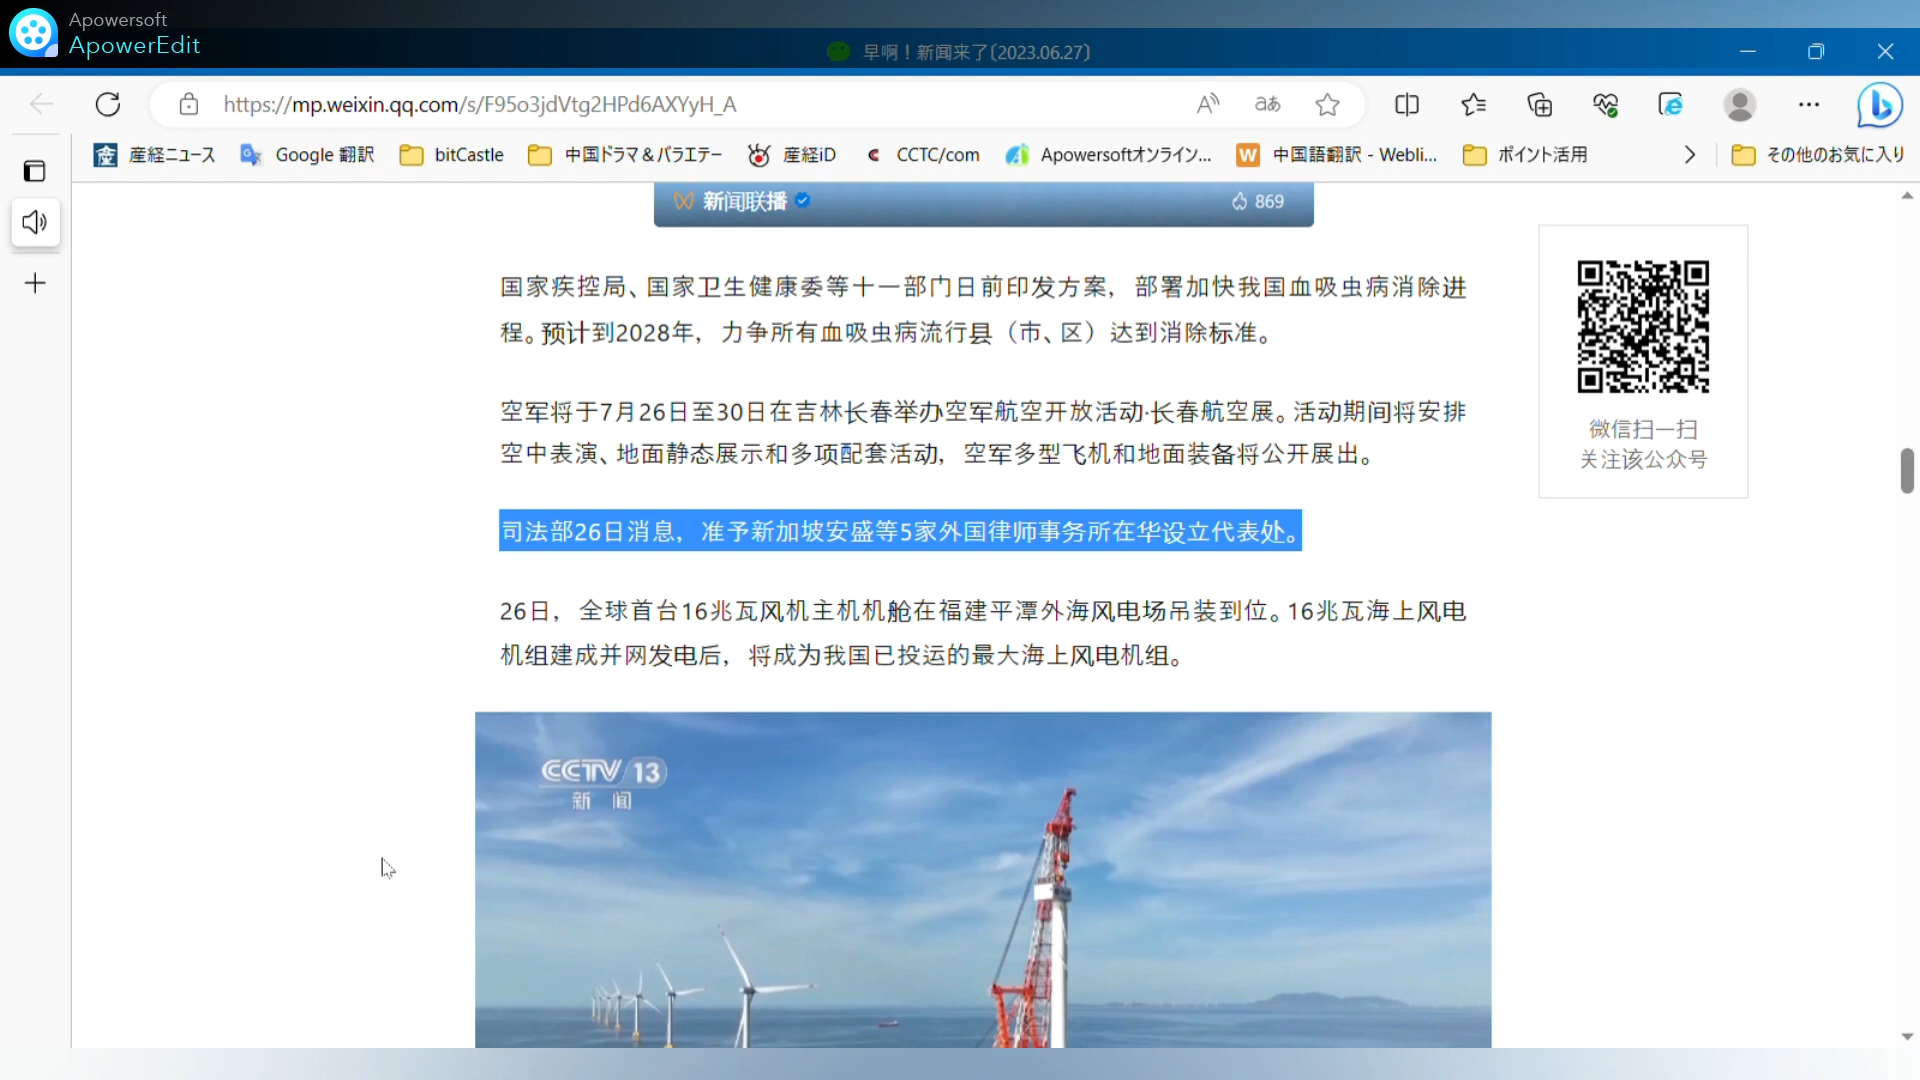 Apowersoft
ApowerEdit
早啊！新闻来了〔2023.06.27〕
https://mp.weixin.qq.com/s/F95o3jdVtg2HPd6AXYyH_A
産経ニュース
Google 翻訳
bitCastle
中国ドラマ＆バラエテー
産経iD
CCTC/com
Apowersoftオンライン...
中国語翻訳 - Webli...
ポイント活用
その他のお気に入り
新闻联播
869
国家疾控局、国家卫生健康委等十一部门日前印发方案，部署加快我国血吸虫病消除进
程。预计到2028年，力争所有血吸虫病流行县（市、区）达到消除标准。
空军将于7月26日至30日在吉林长春举办空军航空开放活动·长春航空展。活动期间将安排
空中表演、地面静态展示和多项配套活动，空军多型飞机和地面装备将公开展出。
司法部26日消息，准予新加坡安盛等5家外国律师事务所在华设立代表处。
26日，全球首台16兆瓦风机主机机舱在福建平潭外海风电场吊装到位。16兆瓦海上风电
机组建成并网发电后，将成为我国已投运的最大海上风电机组。
微信扫一扫
关注该公众号
CCTV 13
新闻